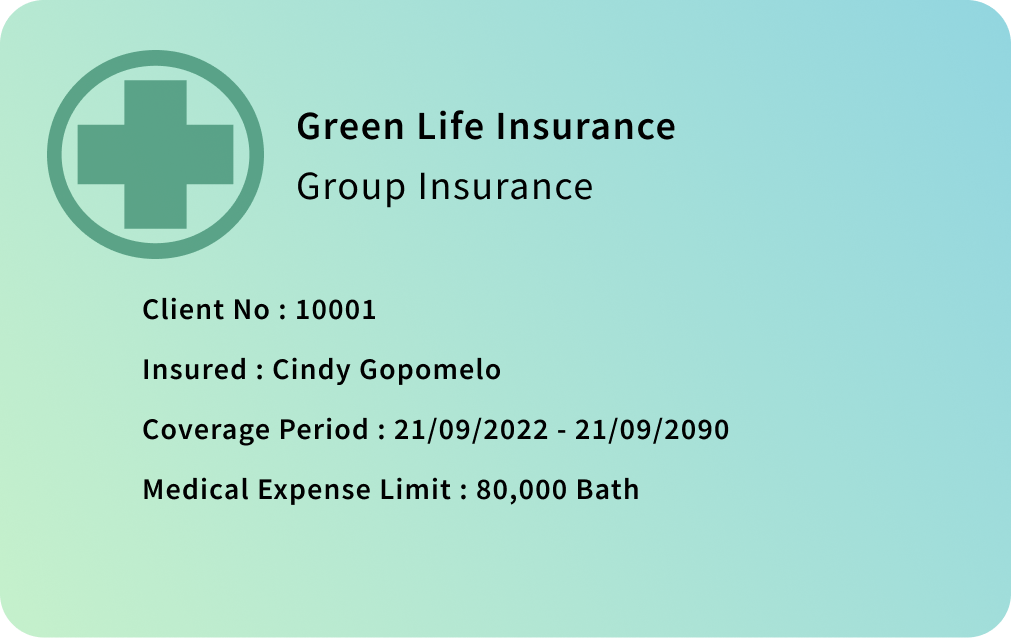 Green Life Insurance
Group Insurance
Client No : 10001
Insured : Cindy Gopomelo
Coverage Period : 21/09/2022 - 21/09/2090
Medical Expense Limit : 80,000 Bath